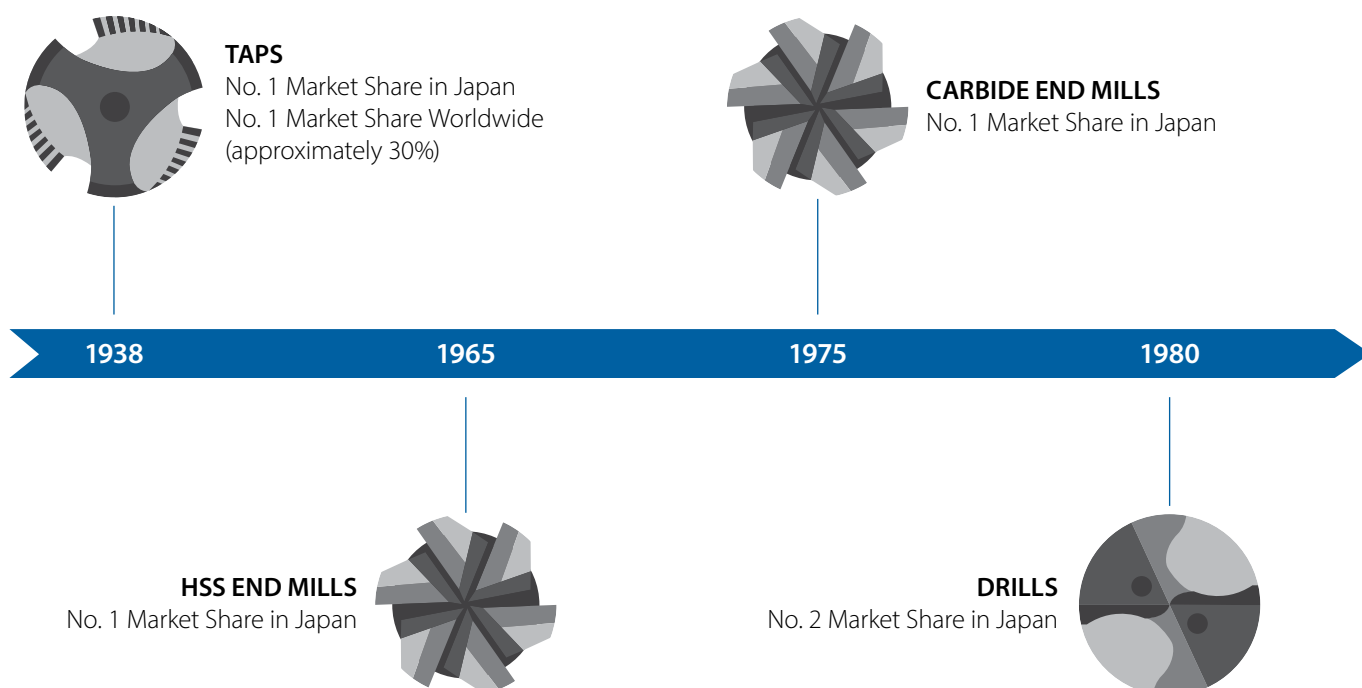 TAPS
No. 1 Market Share in Japan
No. 1 Market Share Worldwide
(approximately 30%)
CARBIDE END MILLS
No. 1 Market Share in Japan
1938
1965
1975
1980
HSS END MILLS
No. 1 Market Share in Japan
DRILLS
No. 2 Market Share in Japan